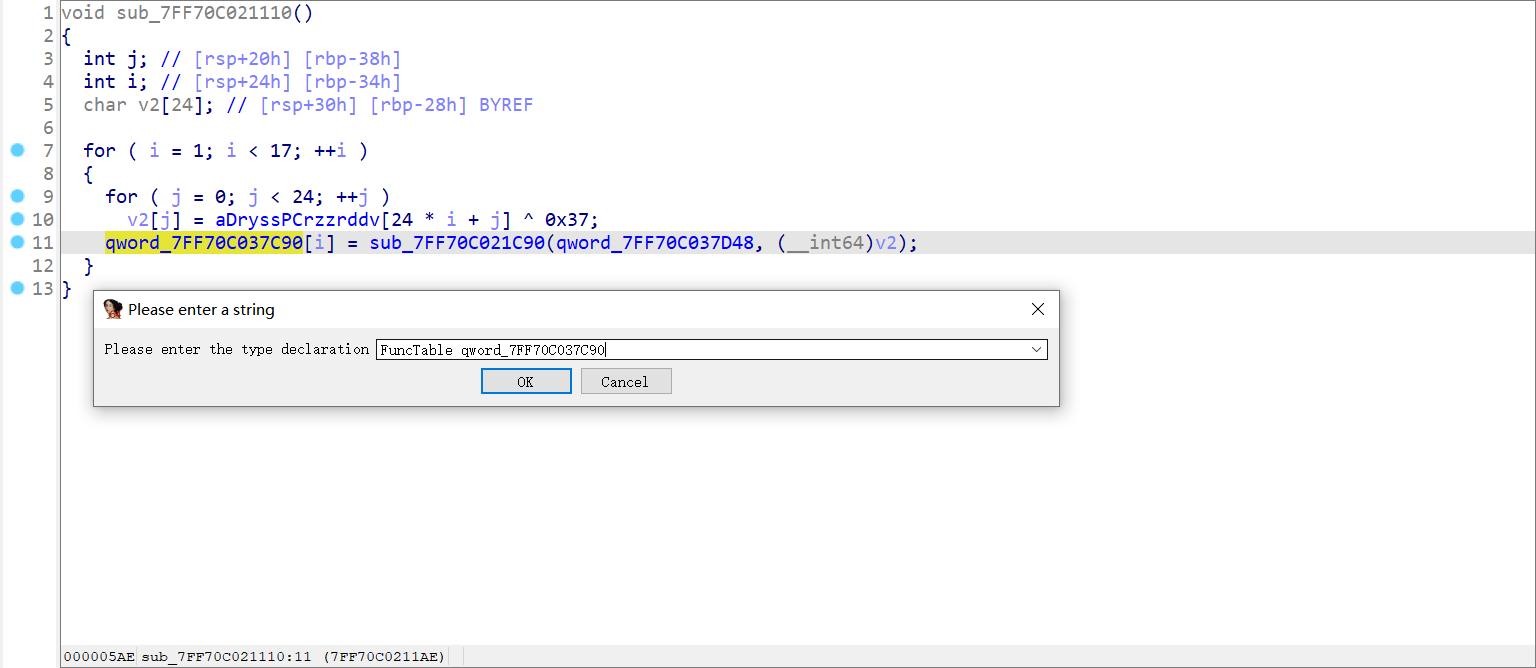 1 void sub_7FF70C021110()
2 {
3   int j; // [rsp+20h] [rbp-38h]
4   int i; // [rsp+24h] [rbp-34h]
5   char v2[24]; // [rsp+30h] [rbp-28h] BYREF
6
7   for ( i = 1; i < 17; ++i )
8   {
9     for ( j = 0; j < 24; ++j )
10       v2[j] = aDryssPCrzzrddv[24 * i + j] ^ 0x37;
11     qword_7FF70C037C90[i] = sub_7FF70C021C90(qword_7FF70C037D48, (__int64)v2);
12   }
13 }
Please enter a string
Please enter the type declaration FuncTable qword_7FF70C037C90
OK Cancel
000005AE sub_7FF70C021110:11 (7FF70C0211AE)